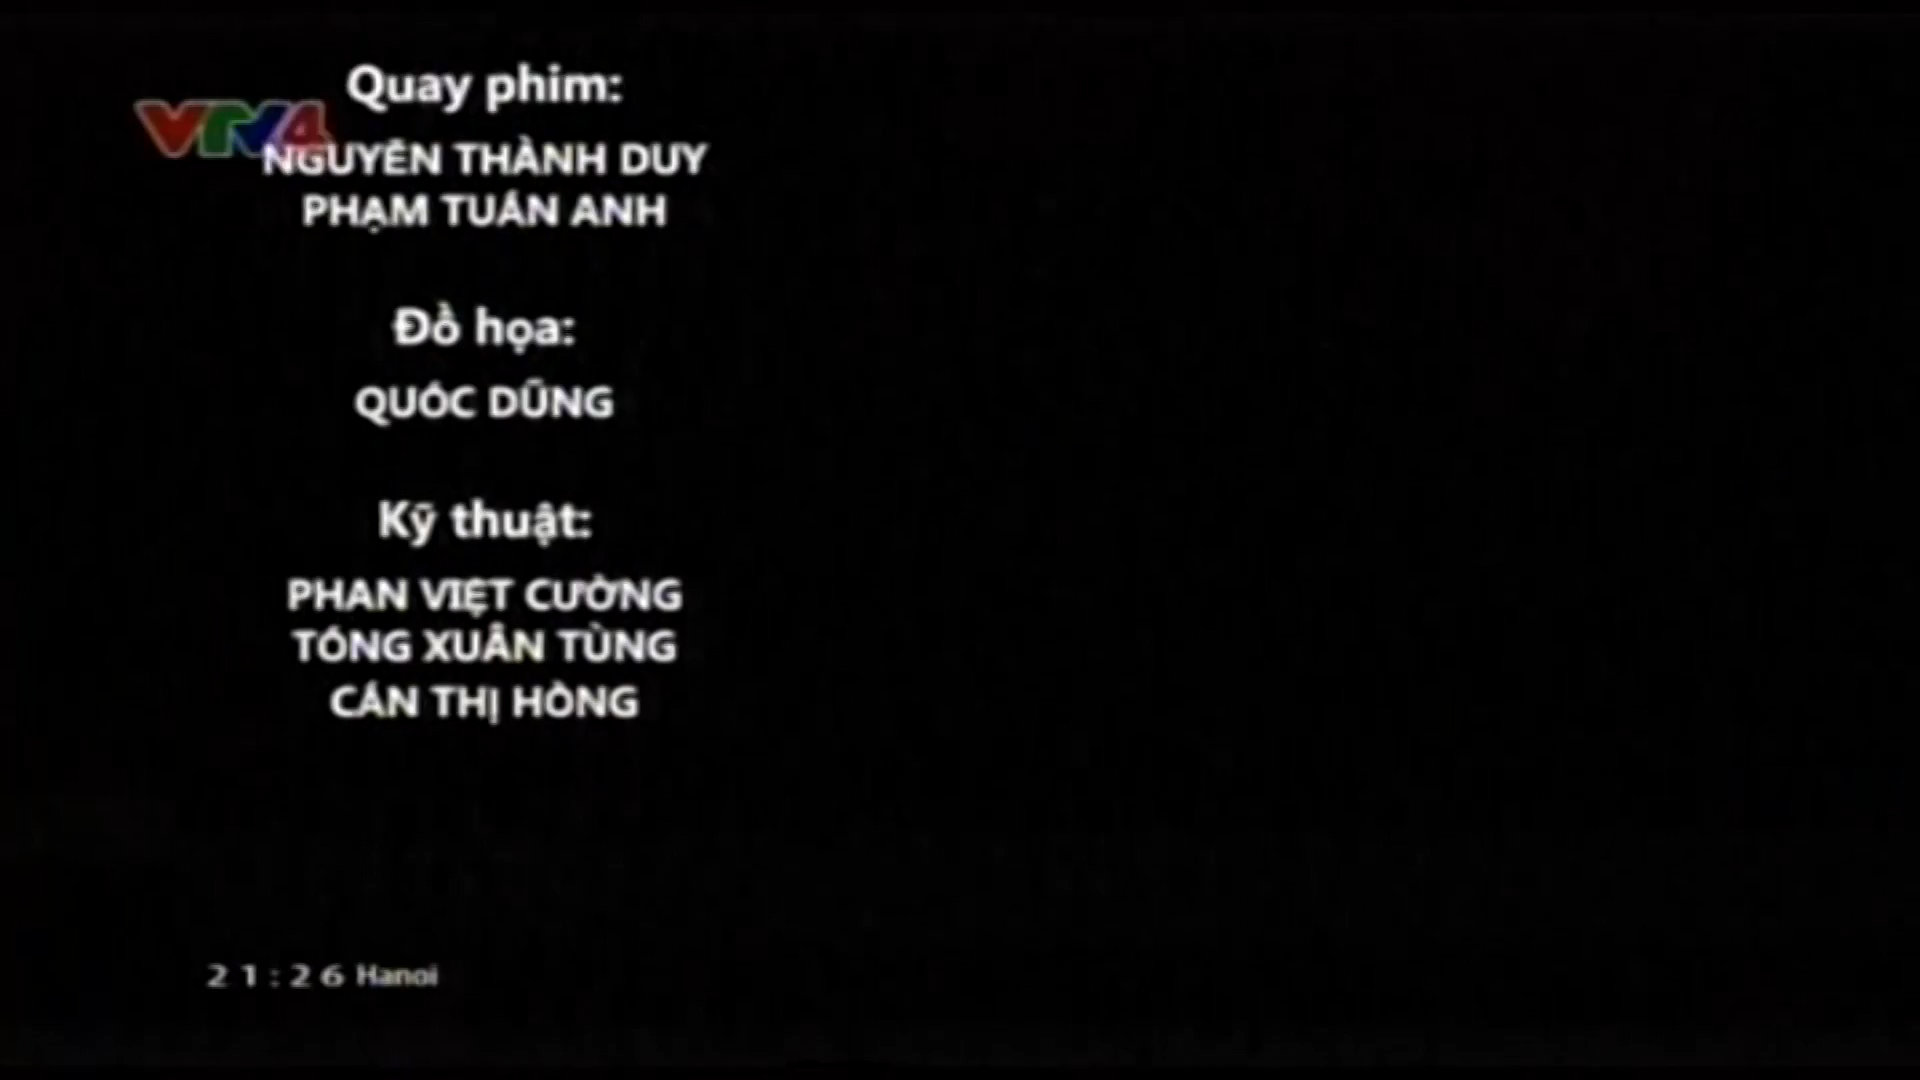 Quay phim:
VTV4
NGUYỄN THÀNH DUY
PHẠM TUẤN ANH
Đồ họa:
QUỐC DŨNG
Kỹ thuật:
PHAN VIỆT CƯỜNG
TỐNG XUÂN TÙNG
CẤN THỊ HỒNG
21:26 Hanoi